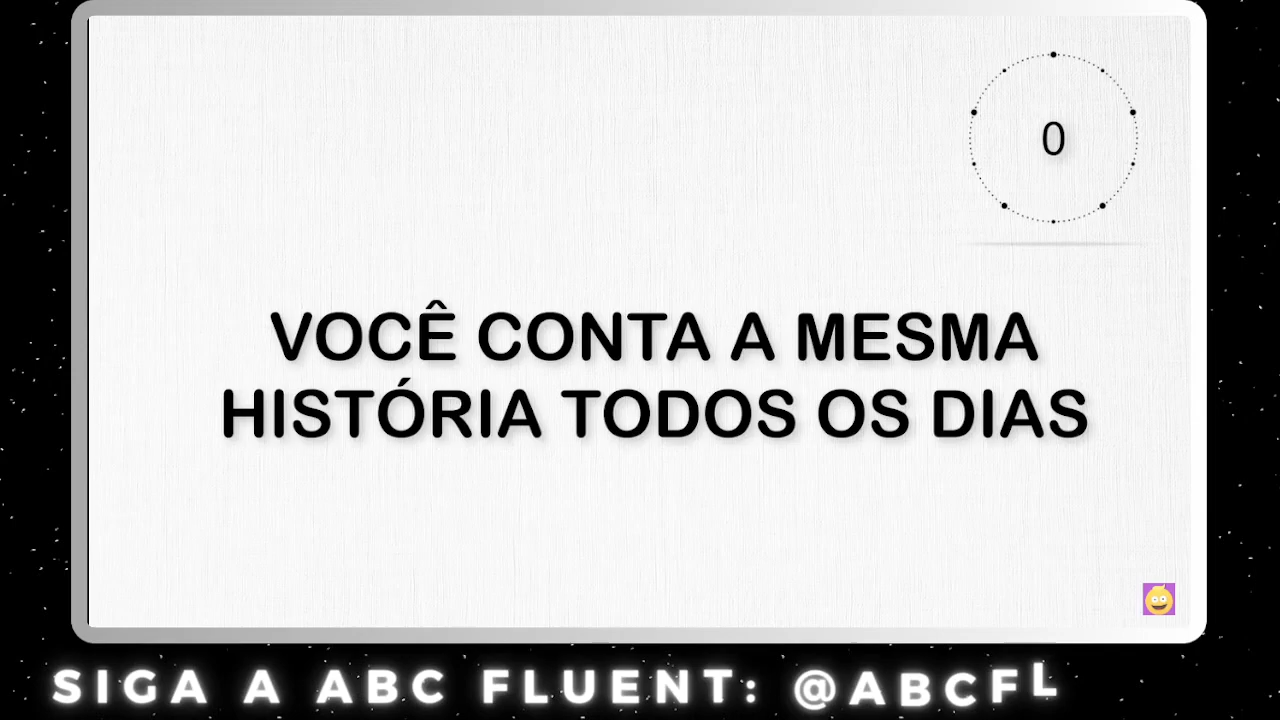 0
VOCÊ CONTA A MESMA
HISTÓRIA TODOS OS DIAS
SIGA A ABC FLUENT: @ABCFL